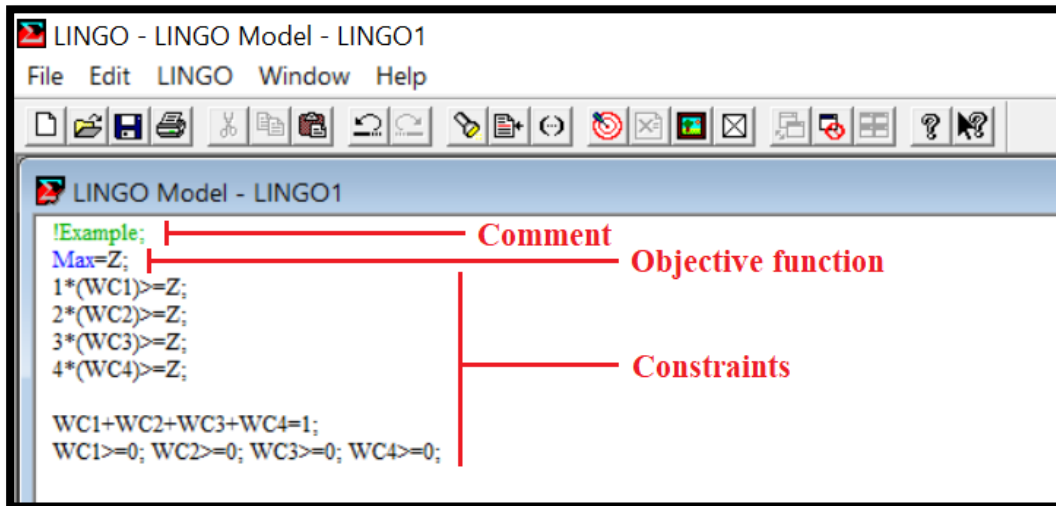 LINGO - LINGO Model - LINGO1
File Edit LINGO Window Help
LINGO Model - LINGO1
!Example; Comment
Max=Z; Objective function
1*(WC1)>=Z;
2*(WC2)>=Z;
3*(WC3)>=Z;
4*(WC4)>=Z; Constraints
WC1+WC2+WC3+WC4=1;
WC1>=0; WC2>=0; WC3>=0; WC4>=0;